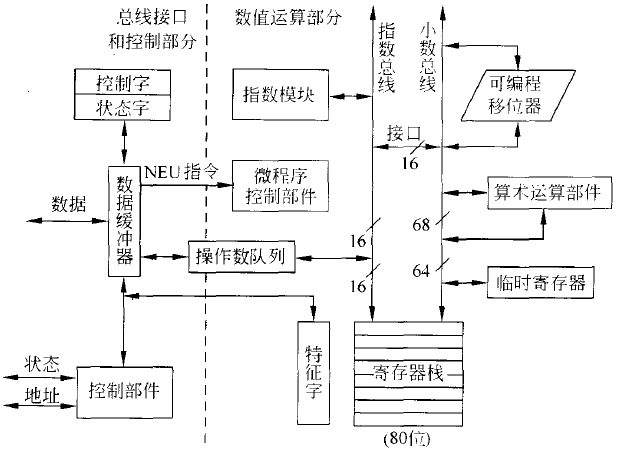 总线接口
和控制部分
数值运算部分
指数总线
小数总线
控制字
状态字
指数模块
可编程
移位器
接口
16
NEU指令
微程序
控制部件
数据
数据缓冲器
算术运算部件
68
16
操作数队列
64
16
临时寄存器
特征字
寄存器栈
状态
地址
控制部件
(80位)